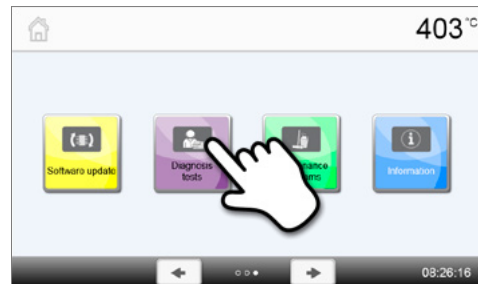 403 °C
Software update
Diagnosis
tests
Information
08:26:16